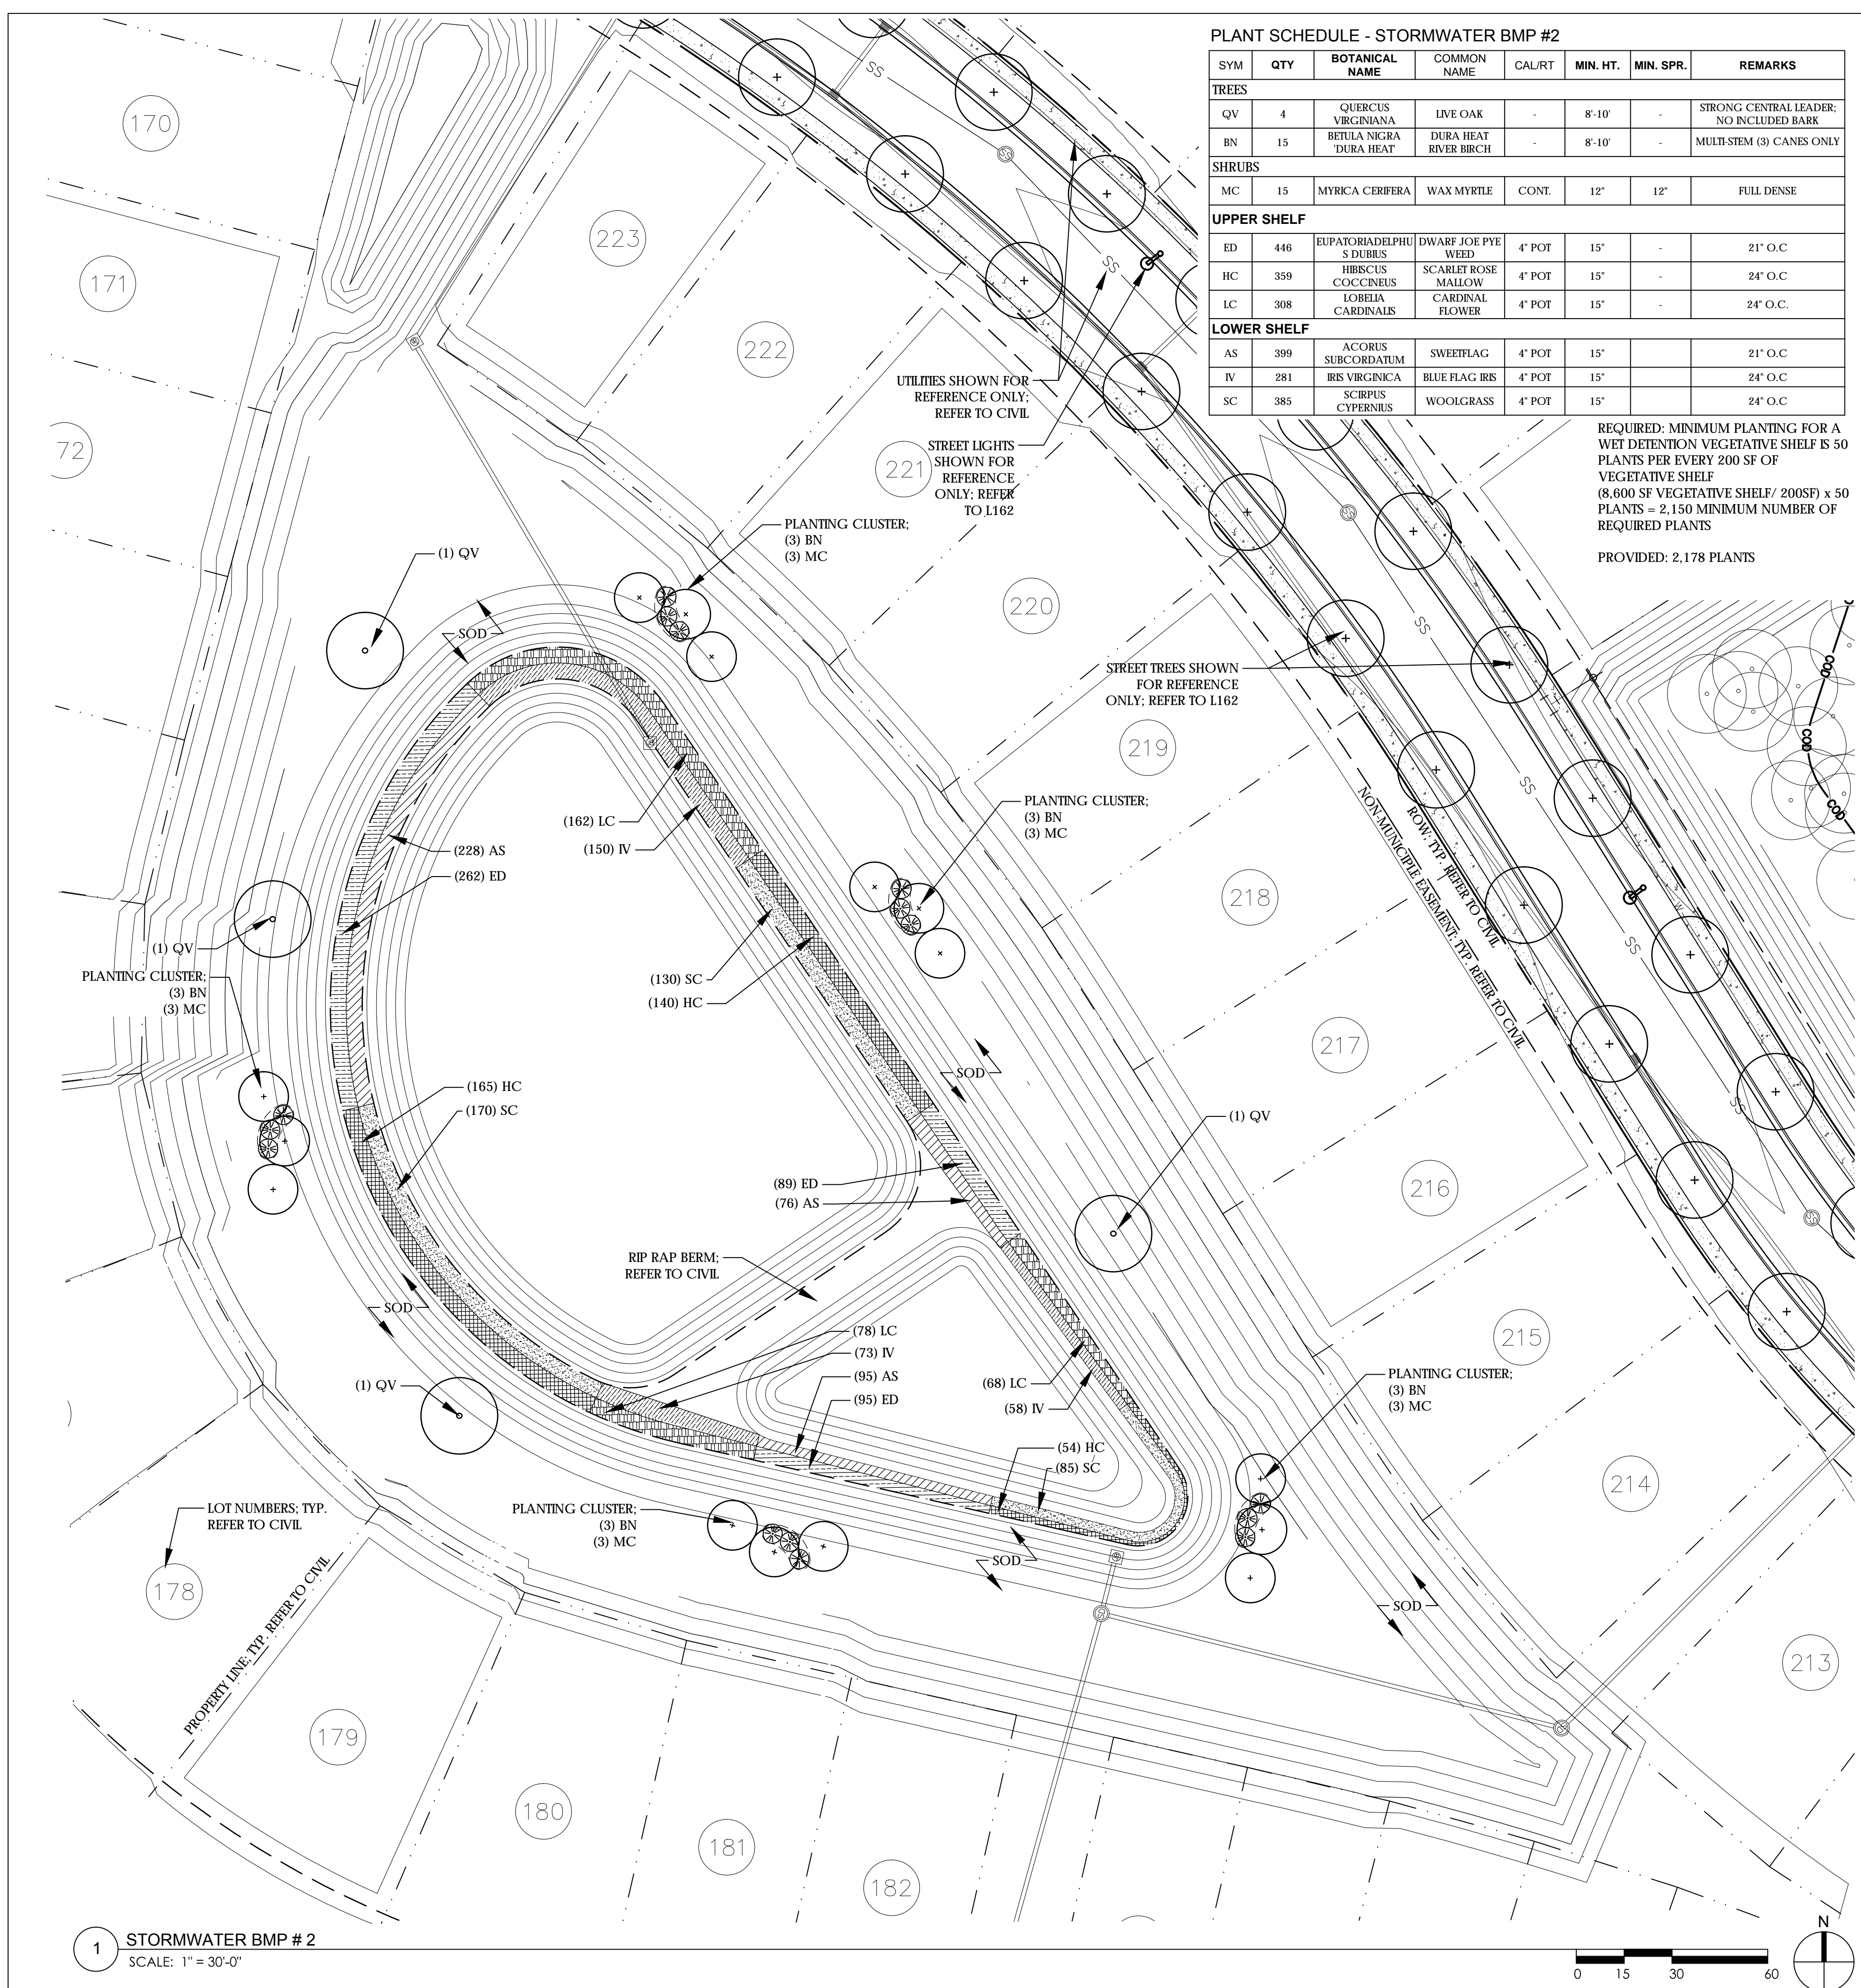 PLANT SCHEDULE - STORMWATER BMP #2
SYM QTY BOTANICAL NAME COMMON NAME CAL/RT MIN. HT. MIN. SPR. REMARKS
TREES
QV 4 QUERCUS VIRGINIANA LIVE OAK - 8'-10' - STRONG CENTRAL LEADER; NO INCLUDED BARK
BN 15 BETULA NIGRA 'DURA HEAT' DURA HEAT RIVER BIRCH - 8'-10' - MULTI-STEM (3) CANES ONLY
SHRUBS
MC 15 MYRICA CERIFERA WAX MYRTLE CONT. 12" 12" FULL DENSE
UPPER SHELF
ED 446 EUPATORIADELPHUS DUBIUS DWARF JOE PYE WEED 4" POT 15" - 21" O.C
HC 359 HIBISCUS COCCINEUS SCARLET ROSE MALLOW 4" POT 15" - 24" O.C
LC 308 LOBELIA CARDINALIS CARDINAL FLOWER 4" POT 15" - 24" O.C.
LOWER SHELF
AS 399 ACORUS SUBCORDATUM SWEETFLAG 4" POT 15" 21" O.C
IV 281 IRIS VIRGINICA BLUE FLAG IRIS 4" POT 15" 24" O.C
SC 385 SCIRPUS CYPERNIUS WOOLGRASS 4" POT 15" 24" O.C
REQUIRED: MINIMUM PLANTING FOR A
WET DETENTION VEGETATIVE SHELF IS 50
PLANTS PER EVERY 200 SF OF
VEGETATIVE SHELF
(8,600 SF VEGETATIVE SHELF/ 200SF) x 50
PLANTS = 2,150 MINIMUM NUMBER OF
REQUIRED PLANTS
PROVIDED: 2,178 PLANTS
170
171
72
223
222
221
220
219
218
217
216
215
214
213
178
179
180
181
182
SS
SS
SS
SS
SS
SS
SS
UTILITIES SHOWN FOR
REFERENCE ONLY;
REFER TO CIVIL
STREET LIGHTS
SHOWN FOR
REFERENCE
ONLY; REFER
TO L162
PLANTING CLUSTER;
(3) BN
(3) MC
(1) QV
SOD
STREET TREES SHOWN
FOR REFERENCE
ONLY; REFER TO L162
COD
COD
COD
NON-MUNICIPLE EASEMENT; TYP. REFER TO CIVIL
ROW; TYP. REFER TO CIVIL
PLANTING CLUSTER;
(3) BN
(3) MC
(162) LC
(150) IV
(228) AS
(262) ED
(1) QV
PLANTING CLUSTER;
(3) BN
(3) MC
(130) SC
(140) HC
SOD
(165) HC
(170) SC
(1) QV
(89) ED
(76) AS
RIP RAP BERM;
REFER TO CIVIL
SOD
(78) LC
(73) IV
(95) AS
(95) ED
(68) LC
(58) IV
(1) QV
PLANTING CLUSTER;
(3) BN
(3) MC
(54) HC
(85) SC
LOT NUMBERS; TYP.
REFER TO CIVIL
PLANTING CLUSTER;
(3) BN
(3) MC
SOD
SOD
PROPERTY LINE; TYP. REFER TO CIVIL
1
STORMWATER BMP # 2
SCALE: 1" = 30'-0"
0 15 30 60
N